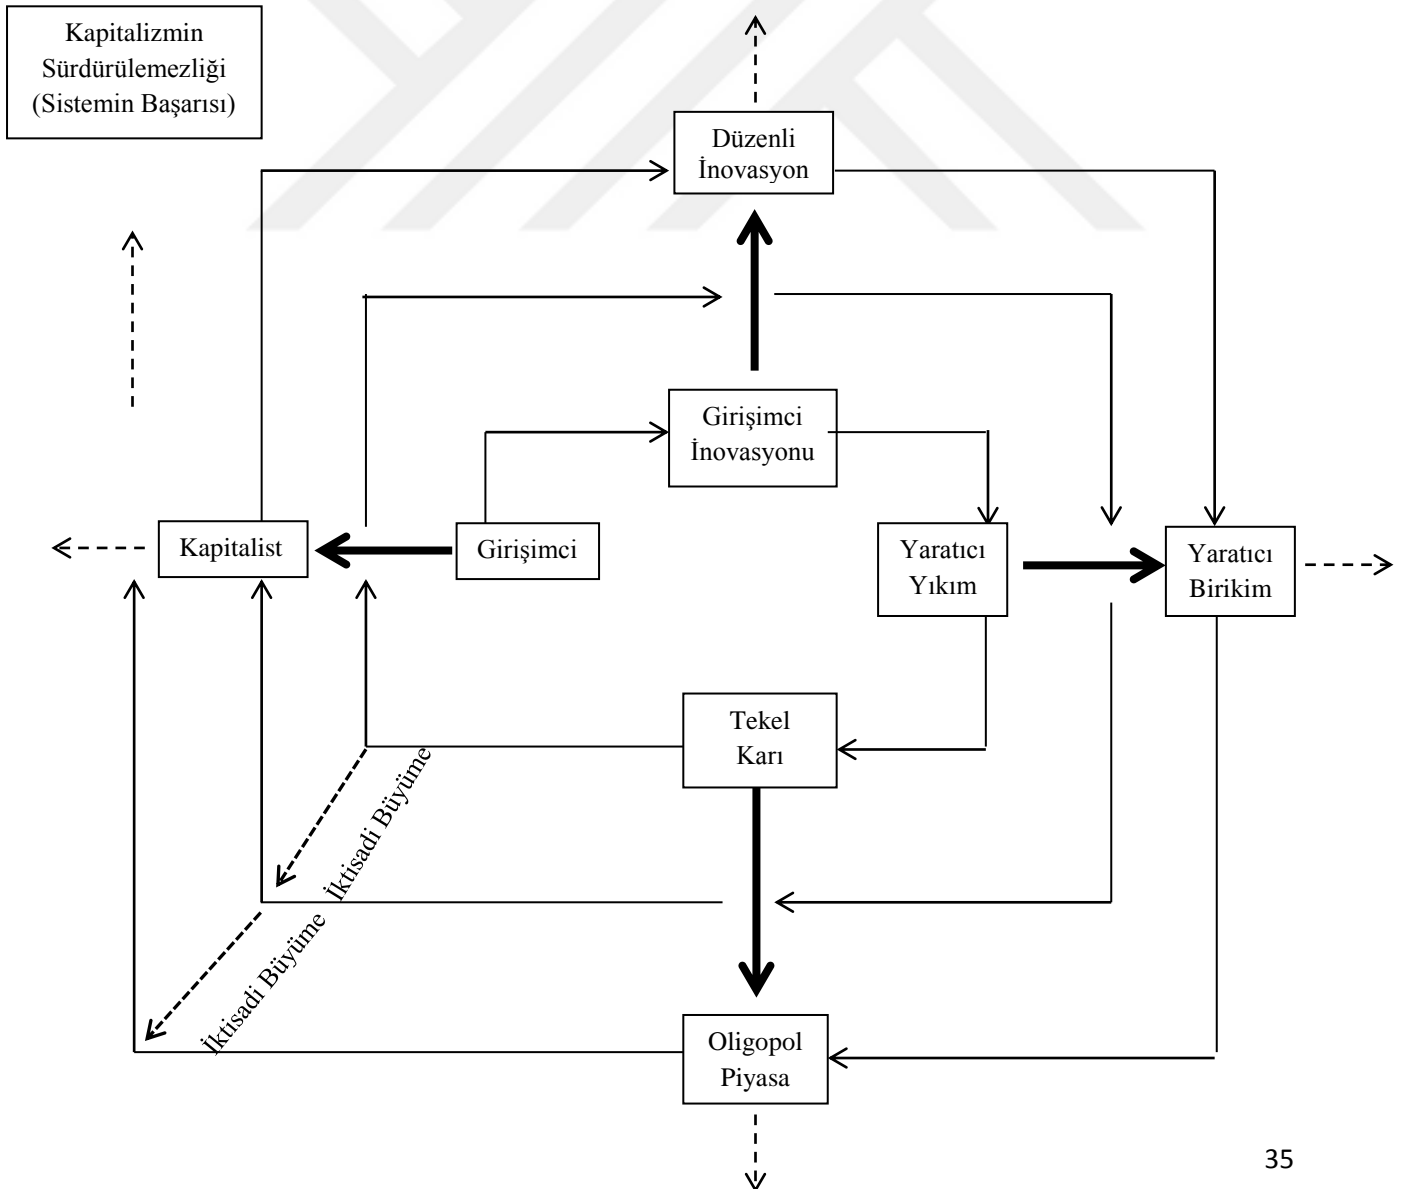 Kapitalizmin
Sürdürülemezliği
(Sistemin Başarısı)
Düzenli
İnovasyon
Girişimci
İnovasyonu
Kapitalist
Girişimci
Yaratıcı
Yıkım
Yaratıcı
Birikim
Tekel
Karı
İktisadi Büyüme
İktisadi Büyüme
Oligopol
Piyasa
35